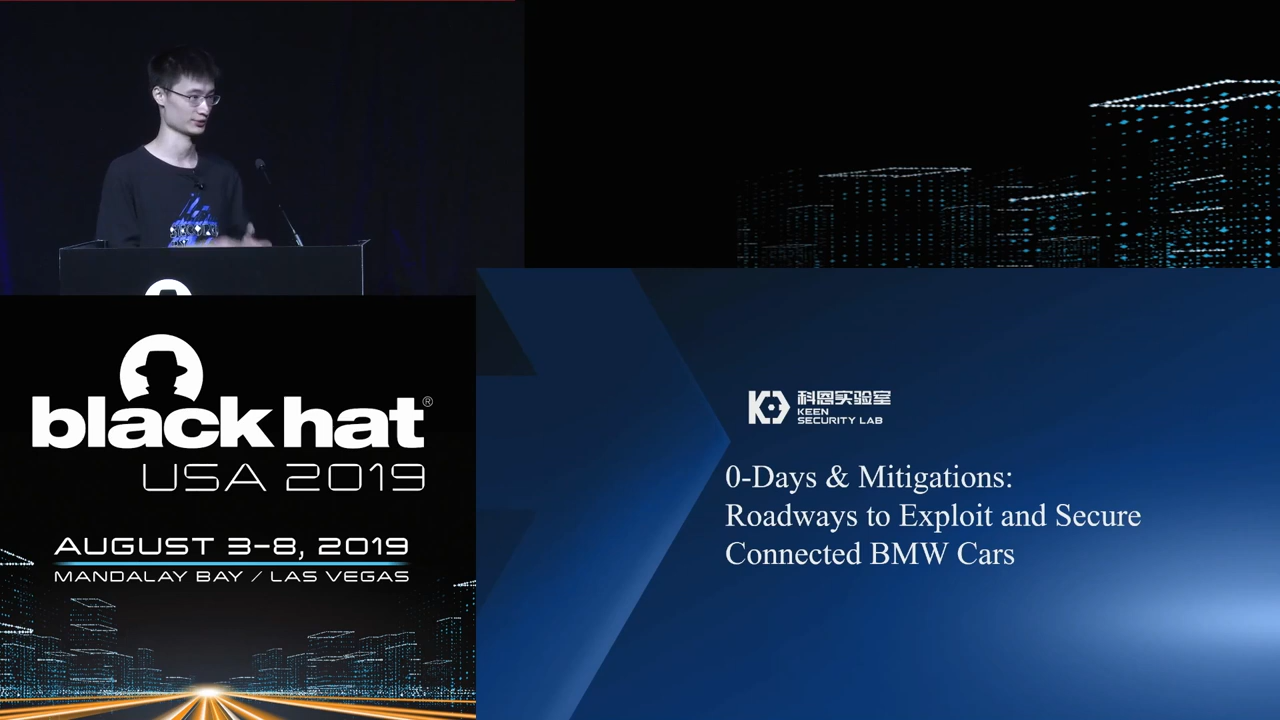 black hat®
USA 2019
AUGUST 3-8, 2019
MANDALAY BAY / LAS VEGAS
科恩实验室
KEEN
SECURITY LAB
0-Days & Mitigations:
Roadways to Exploit and Secure
Connected BMW Cars